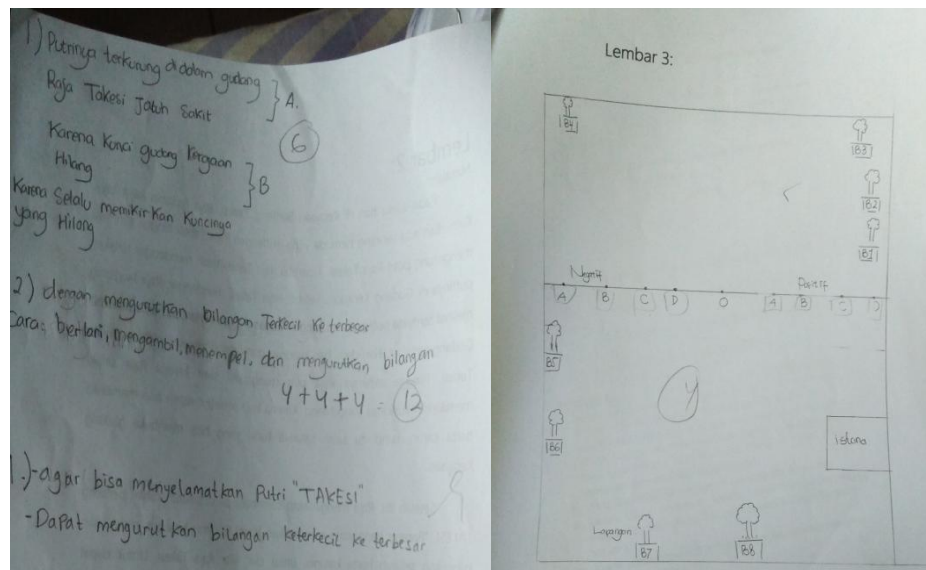 1) Putrinya terkurung didalam gudang
Raja Takesi Jatuh Sakit
} A.
6
Karena Kunci gudang
Hilang
} B
Karena Selalu memikirkan Kuncinya
yang Hilang
2) dengan mengurutkan bilangan Terkecil Ke terbesar
Cara: berlari, mengambil, menempel, dan mengurutkan bilangan
4+4+4 = 12
1.) - agar bisa menyelamatkan Putri "TAKESI"
- Dapat mengurutkan bilangan keterkecil ke terbesar
Lembar 3:
B4
B3
B2
B1
Negatif
Positif
A B C D O A B C D
B5
4
B6
istana
Lapangan
B7
B8